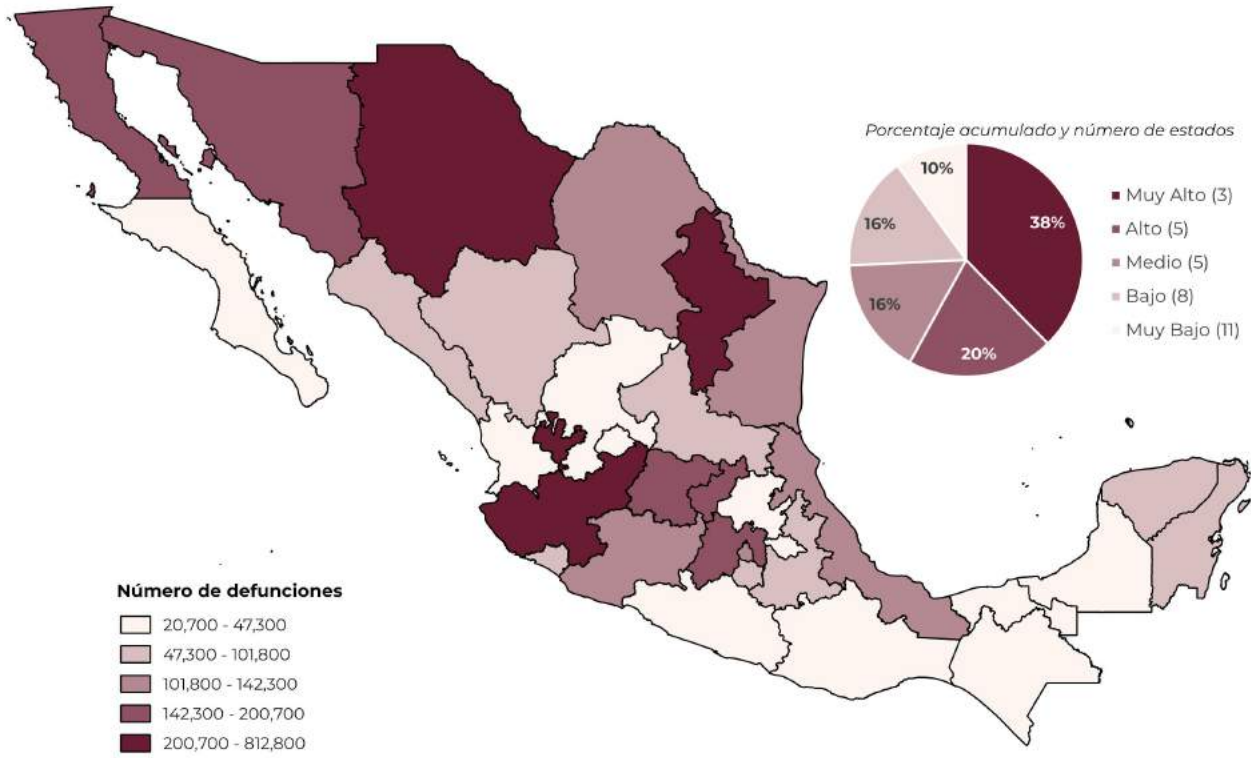 Porcentaje acumulado y número de estados
10%
38%
16%
16%
20%
Muy Alto (3)
Alto (5)
Medio (5)
Bajo (8)
Muy Bajo (11)
Número de defunciones
20,700 - 47,300
47,300 - 101,800
101,800 - 142,300
142,300 - 200,700
200,700 - 812,800